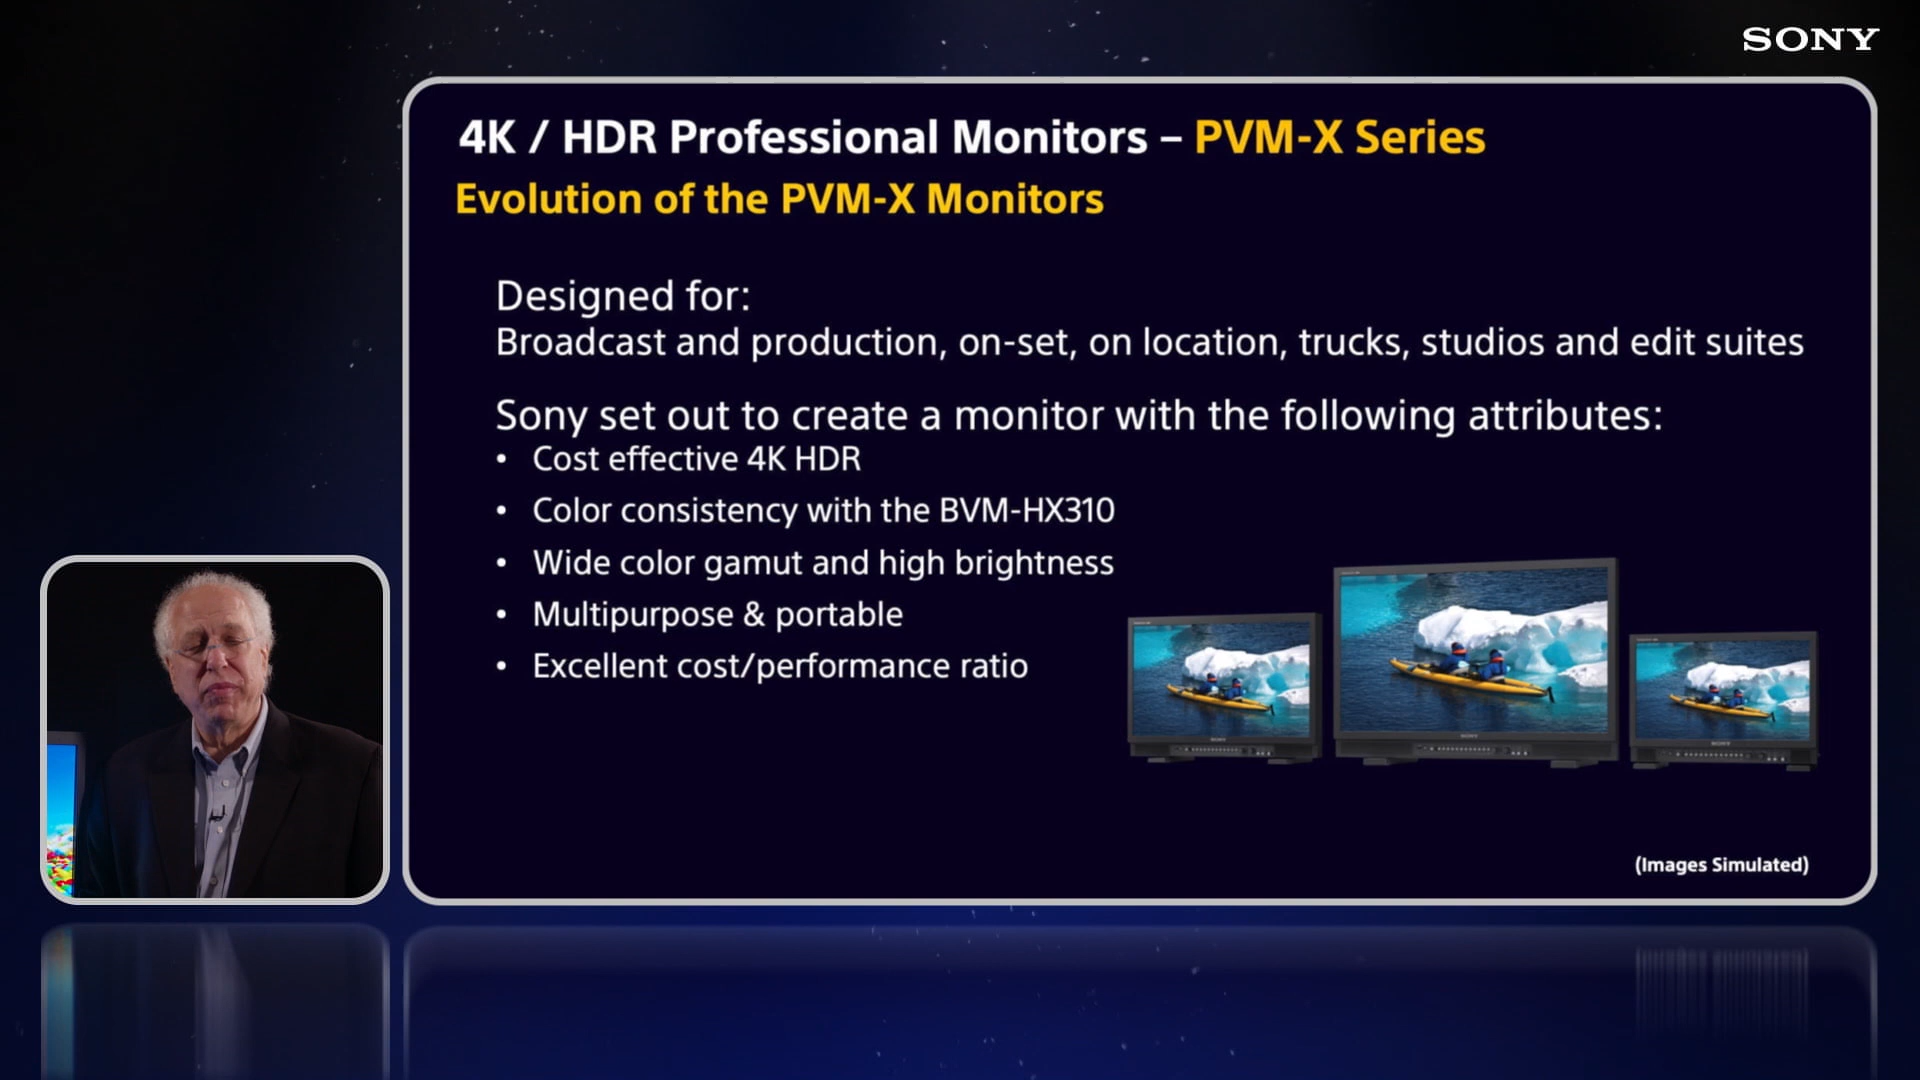 SONY
4K / HDR Professional Monitors – PVM-X Series
Evolution of the PVM-X Monitors
Designed for:
Broadcast and production, on-set, on location, trucks, studios and edit suites
Sony set out to create a monitor with the following attributes:
• Cost effective 4K HDR
• Color consistency with the BVM-HX310
• Wide color gamut and high brightness
• Multipurpose & portable
• Excellent cost/performance ratio
SONY
SONY
SONY
(Images Simulated)